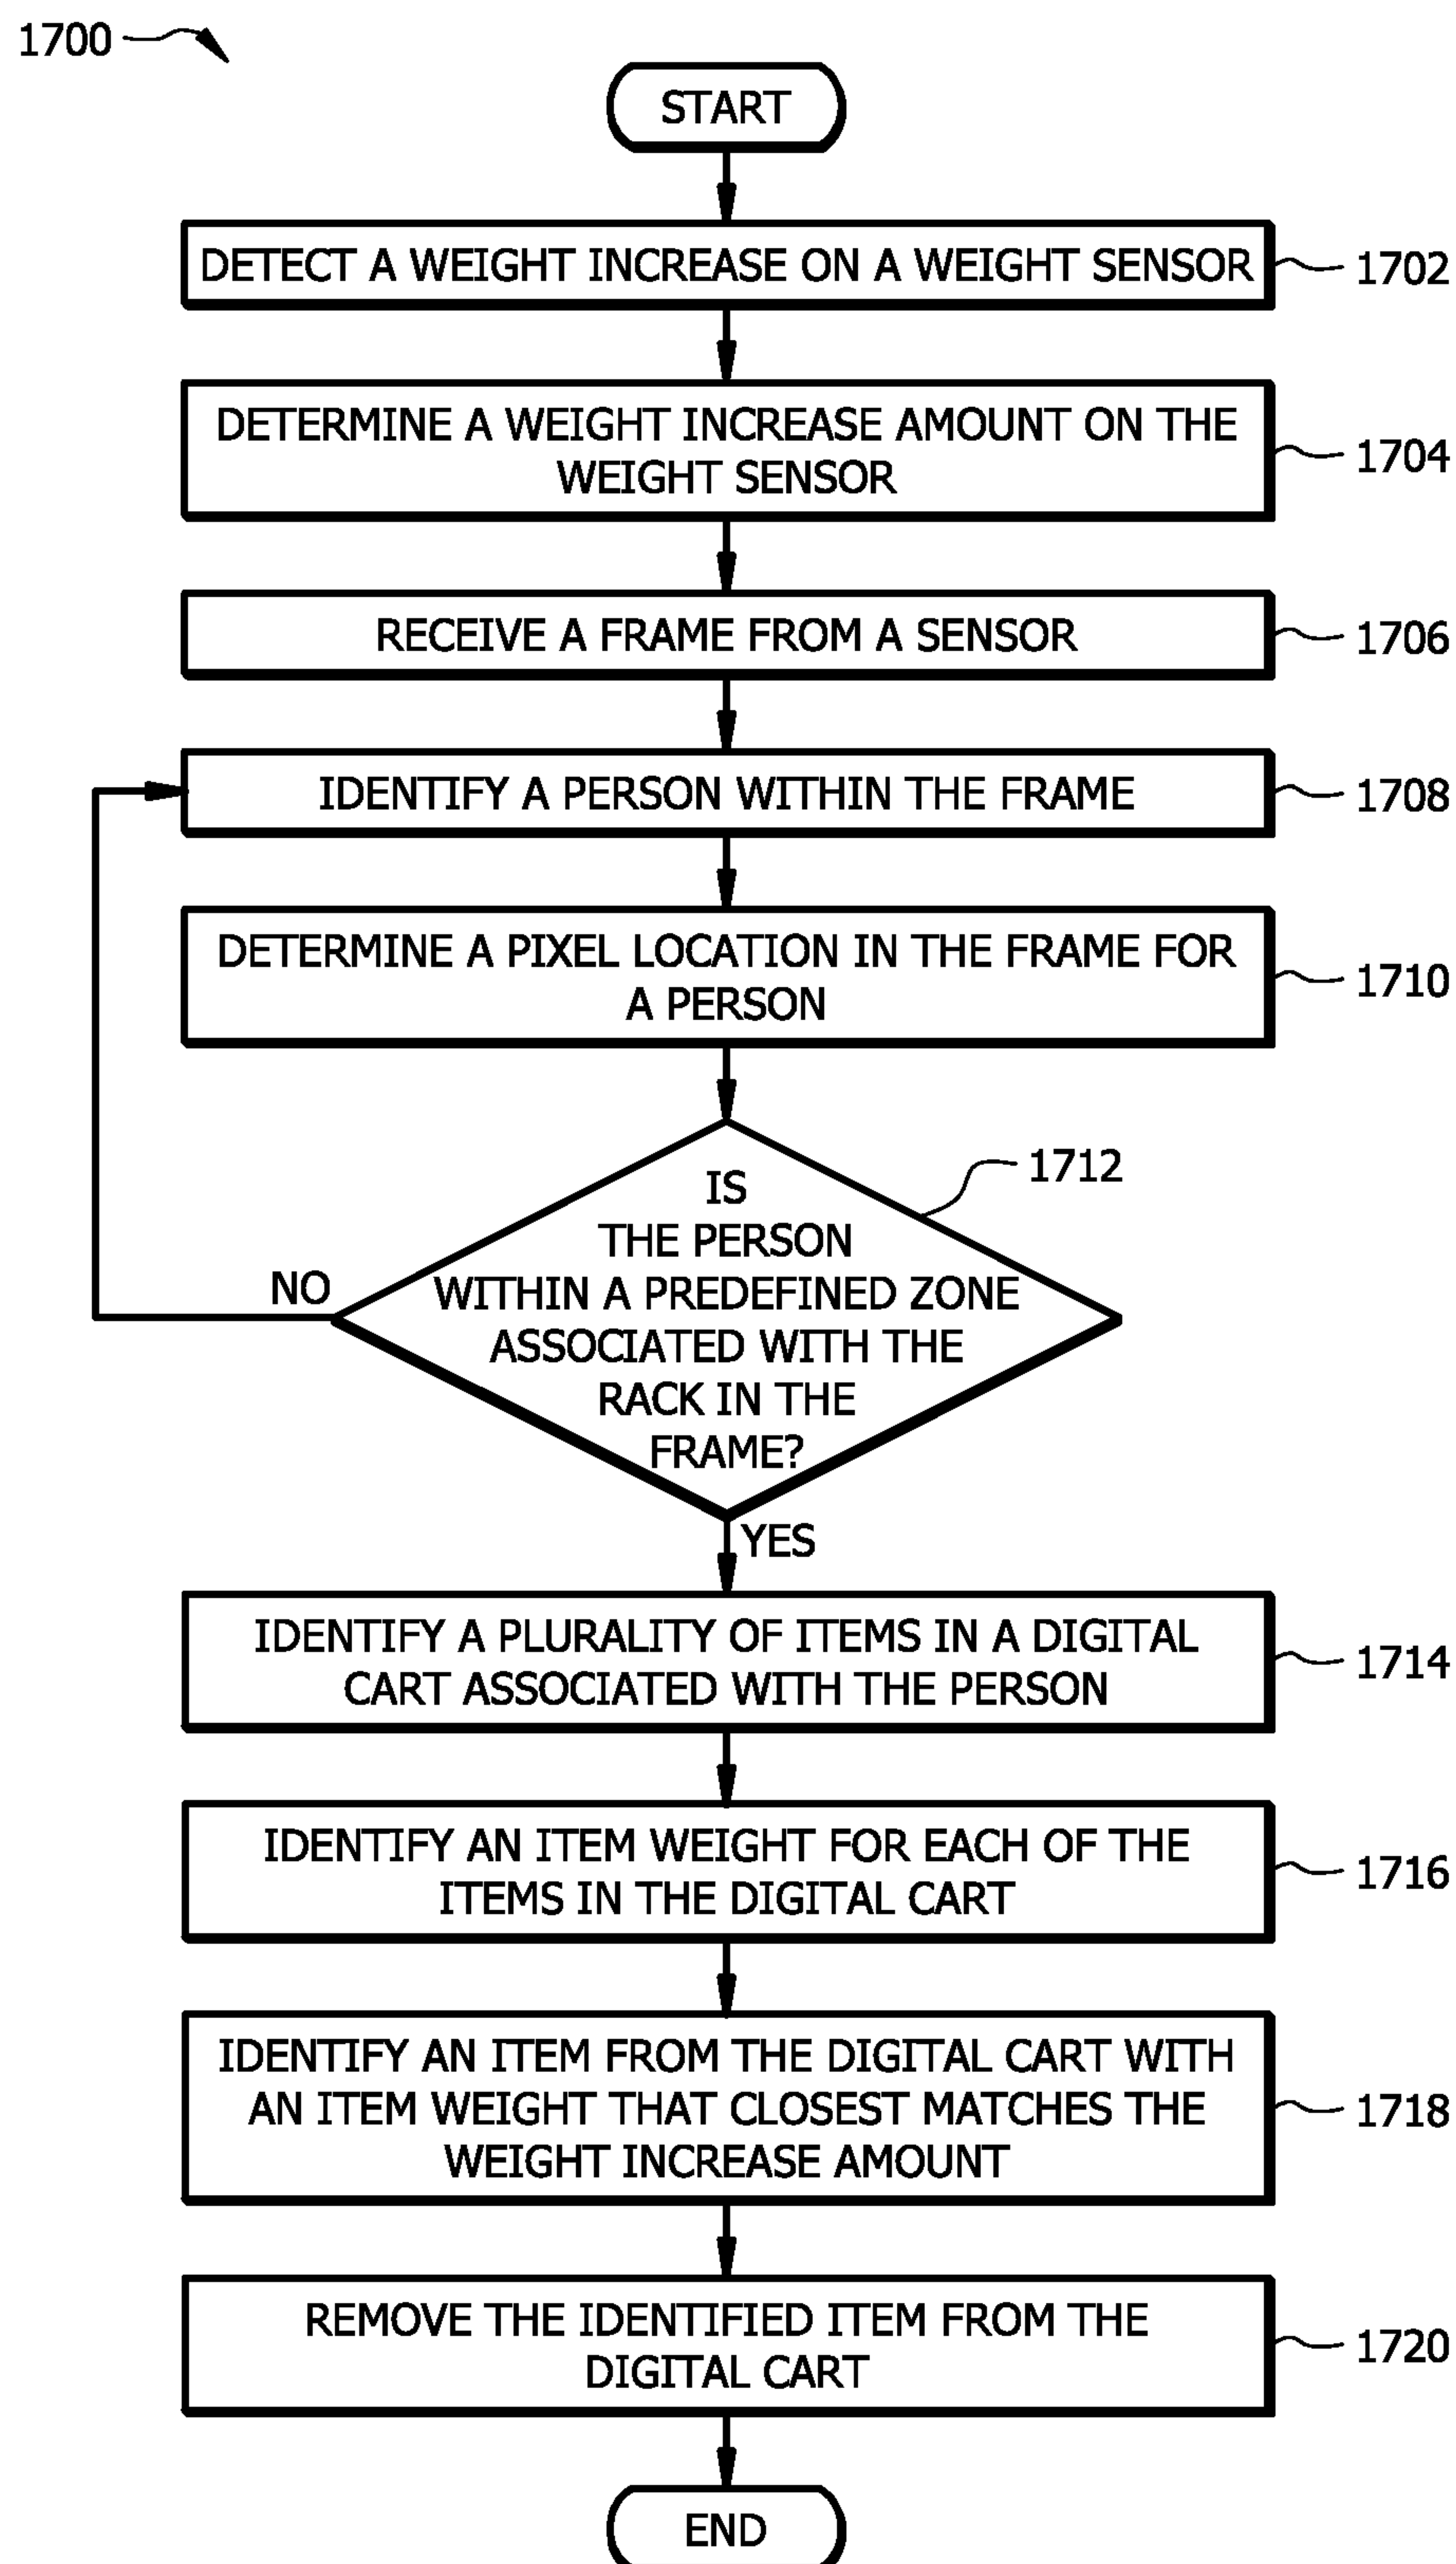 1700
START
DETECT A WEIGHT INCREASE ON A WEIGHT SENSOR
1702
DETERMINE A WEIGHT INCREASE AMOUNT ON THE
WEIGHT SENSOR
1704
RECEIVE A FRAME FROM A SENSOR
1706
IDENTIFY A PERSON WITHIN THE FRAME
1708
DETERMINE A PIXEL LOCATION IN THE FRAME FOR
A PERSON
1710
1712
IS
THE PERSON
WITHIN A PREDEFINED ZONE
ASSOCIATED WITH THE
RACK IN THE
FRAME?
NO
YES
IDENTIFY A PLURALITY OF ITEMS IN A DIGITAL
CART ASSOCIATED WITH THE PERSON
1714
IDENTIFY AN ITEM WEIGHT FOR EACH OF THE
ITEMS IN THE DIGITAL CART
1716
IDENTIFY AN ITEM FROM THE DIGITAL CART WITH
AN ITEM WEIGHT THAT CLOSEST MATCHES THE
WEIGHT INCREASE AMOUNT
1718
REMOVE THE IDENTIFIED ITEM FROM THE
DIGITAL CART
1720
END